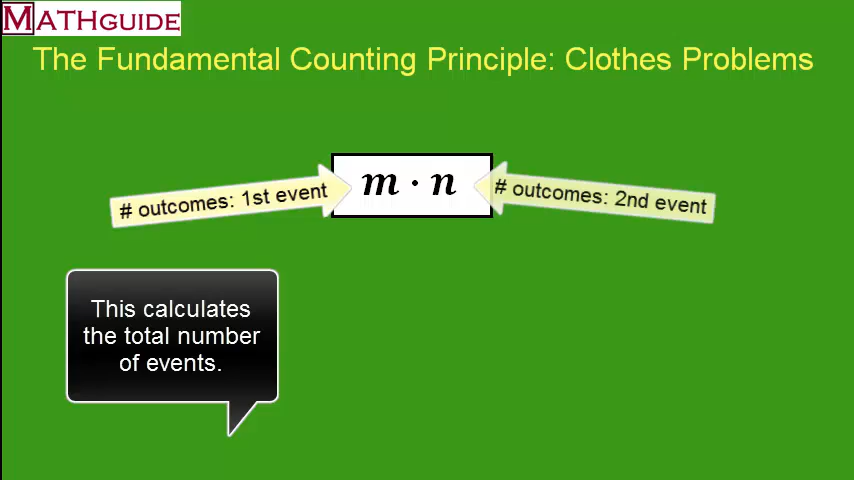 MATHGUIDE
The Fundamental Counting Principle: Clothes Problems
# outcomes: 1st event
m · n
# outcomes: 2nd event
This calculates
the total number
of events.